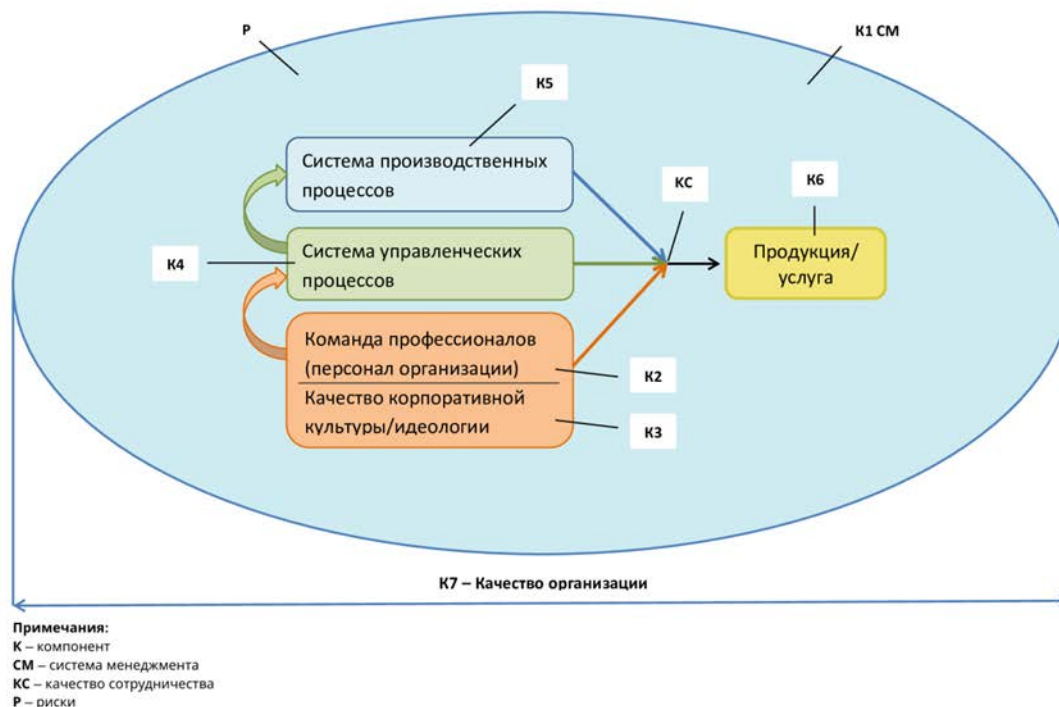 Р
К1 СМ
К5
Система производственных
процессов
КС
К6
К4
Система управленческих
процессов
Продукция/
услуга
Команда профессионалов
(персонал организации)
К2
Качество корпоративной
культуры/идеологии
К3
К7 – Качество организации
Примечания:
К – компонент
СМ – система менеджмента
КС – качество сотрудничества
Р – риски